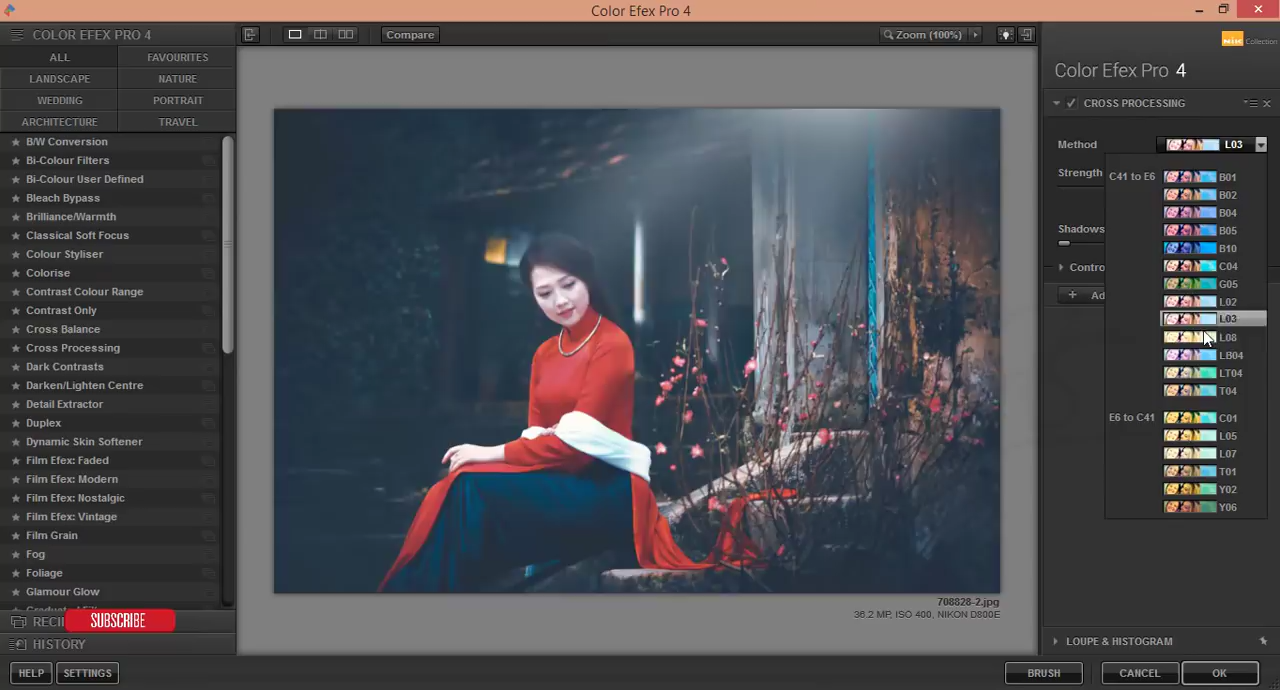 Color Efex Pro 4
COLOR EFEX PRO 4
ALL
FAVOURITES
LANDSCAPE
NATURE
WEDDING
PORTRAIT
ARCHITECTURE
TRAVEL
B/W Conversion
Bi-Colour Filters
Bi-Colour User Defined
Bleach Bypass
Brilliance/Warmth
Classical Soft Focus
Colour Styliser
Colorise
Contrast Colour Range
Contrast Only
Cross Balance
Cross Processing
Dark Contrasts
Darken/Lighten Centre
Detail Extractor
Duplex
Dynamic Skin Softener
Film Efex: Faded
Film Efex: Modern
Film Efex: Nostalgic
Film Efex: Vintage
Film Grain
Fog
Foliage
Glamour Glow
SUBSCRIBE
HISTORY
HELP
SETTINGS
Compare
Zoom (100%)
708828-2.jpg
36.2 MP, ISO 400, NIKON D800E
Nik Collection
Color Efex Pro 4
CROSS PROCESSING
Method
L03
Strength
Shadows
C41 to E6
B01
B02
B04
B05
B10
C04
G05
L02
L03
L08
LB04
LT04
T04
E6 to C41
C01
L05
L07
T01
Y02
Y06
LOUPE & HISTOGRAM
BRUSH
CANCEL
OK